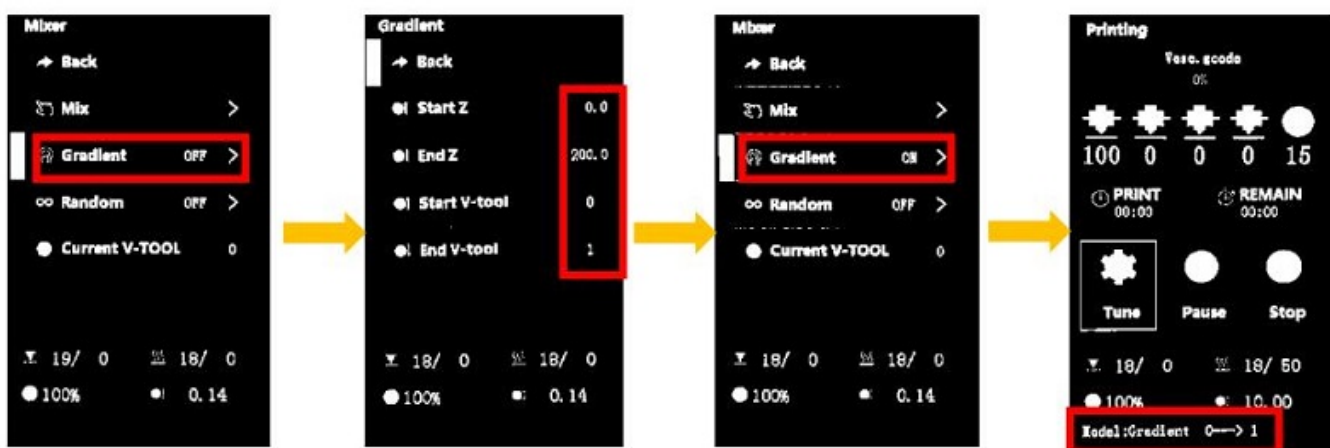 Mixer
Back
Mix >
Gradient OFF >
Random OFF >
Current V-TOOL 0
19/ 0 18/ 0
100% 0.14
Gradient
Back
Start Z 0.0
End Z 200.0
Start V-tool 0
End V-tool 1
18/ 0 18/ 0
100% 0.14
Mixer
Back
Mix >
Gradient ON >
Random OFF >
Current V-TOOL 0
18/ 0 18/ 0
100% 0.14
Printing
Vase.gcode
0%
100 0 0 0 15
PRINT REMAIN
00:00 00:00
Tune Pause Stop
18/ 0 18/ 50
100% 10.00
Model:Gradient 0--->1